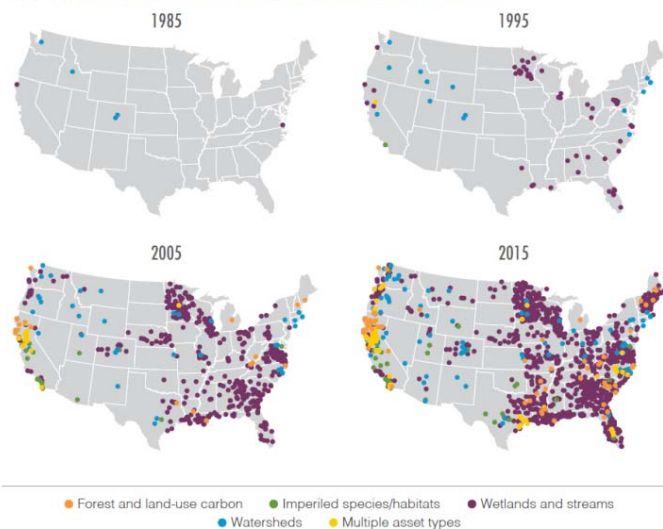 1985
1995
2005
2015
Forest and land-use carbon
Imperiled species/habitats
Wetlands and streams
Watersheds
Multiple asset types